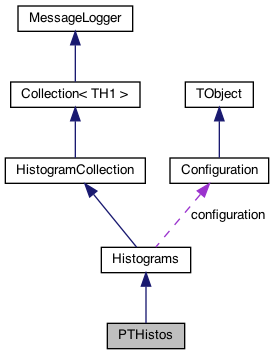 MessageLogger
Collection< TH1 >
TObject
HistogramCollection
Configuration
configuration
Histograms
PTHistos